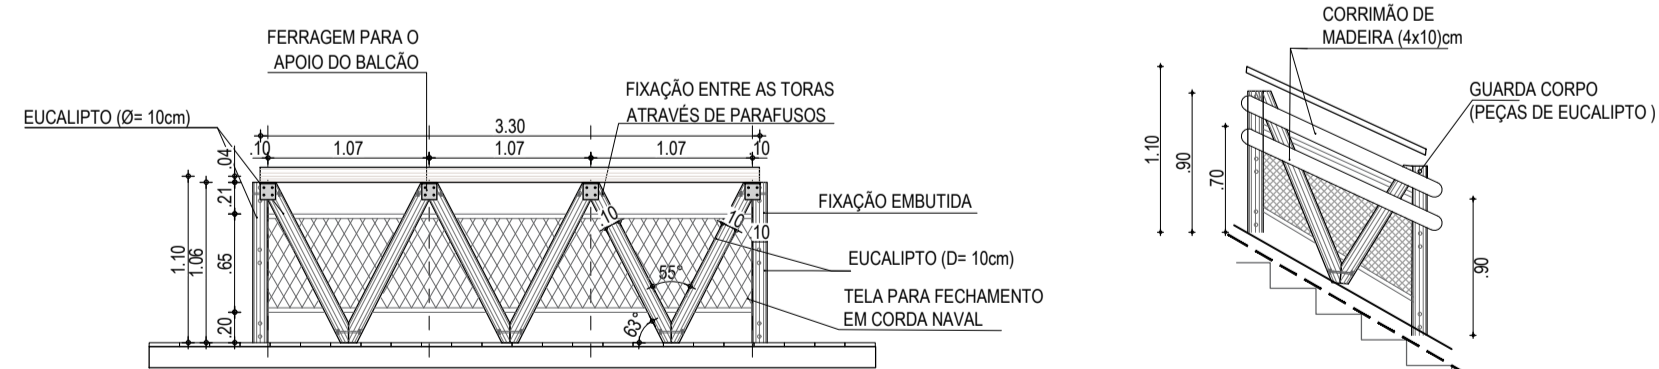 FERRAGEM PARA O
APOIO DO BALCÃO
EUCALIPTO (Ø= 10cm)
FIXAÇÃO ENTRE AS TORAS
ATRAVÉS DE PARAFUSOS
3.30
.10
1.07
1.07
1.07
.10
.04
.21
.65
.20
1.10
1.06
.10
.10
.10
55°
63°
FIXAÇÃO EMBUTIDA
EUCALIPTO (D= 10cm)
TELA PARA FECHAMENTO
EM CORDA NAVAL
CORRIMÃO DE
MADEIRA (4x10)cm
GUARDA CORPO
(PEÇAS DE EUCALIPTO )
1.10
.90
.70
.90